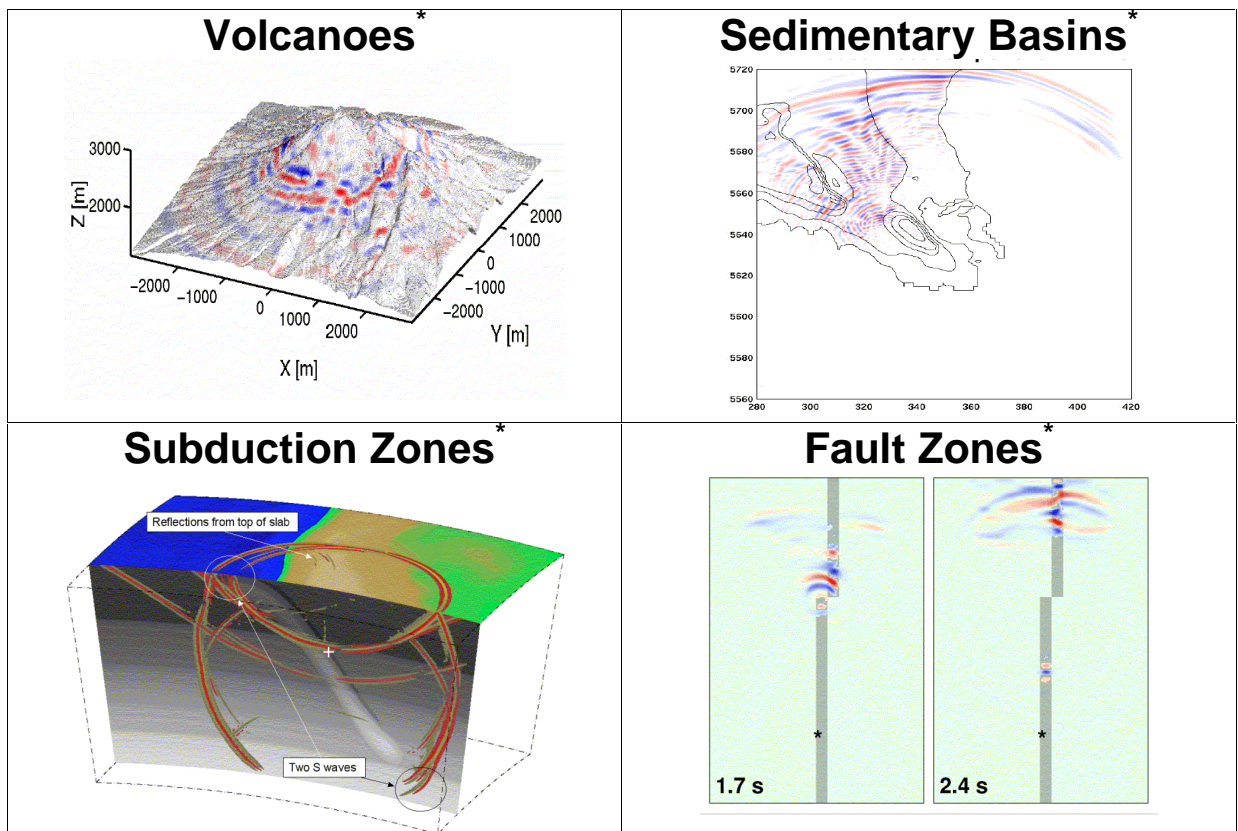 Volcanoes*
3000
2000
Z [m]
−2000
−1000
0
1000
2000
X [m]
−2000
−1000
0
1000
2000
Y [m]
Sedimentary Basins*
5720
5700
5680
5660
5640
5620
5600
5580
5560
280 300 320 340 360 380 400 420
Subduction Zones*
Reflections from top of slab
Two S waves
Fault Zones*
*
1.7 s
*
2.4 s